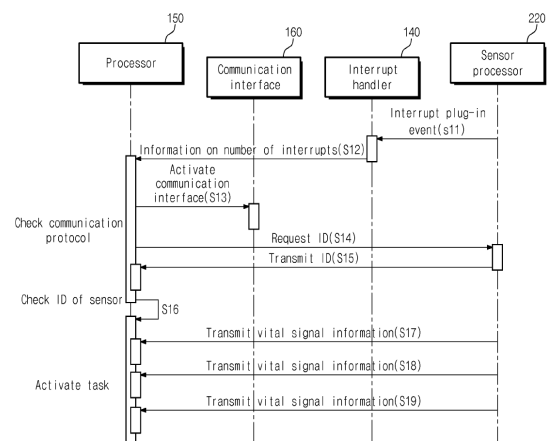 150
160
140
220
Processor
Communication
interface
Interrupt
handler
Sensor
processor
Interrupt plug-in
event(s11)
Information on number of interrupts(S12)
Activate
communication
interface(S13)
Check communication
protocol
Request ID(S14)
Transmit ID(S15)
Check ID of sensor
S16
Transmit vital signal information(S17)
Transmit vital signal information(S18)
Activate task
Transmit vital signal information(S19)